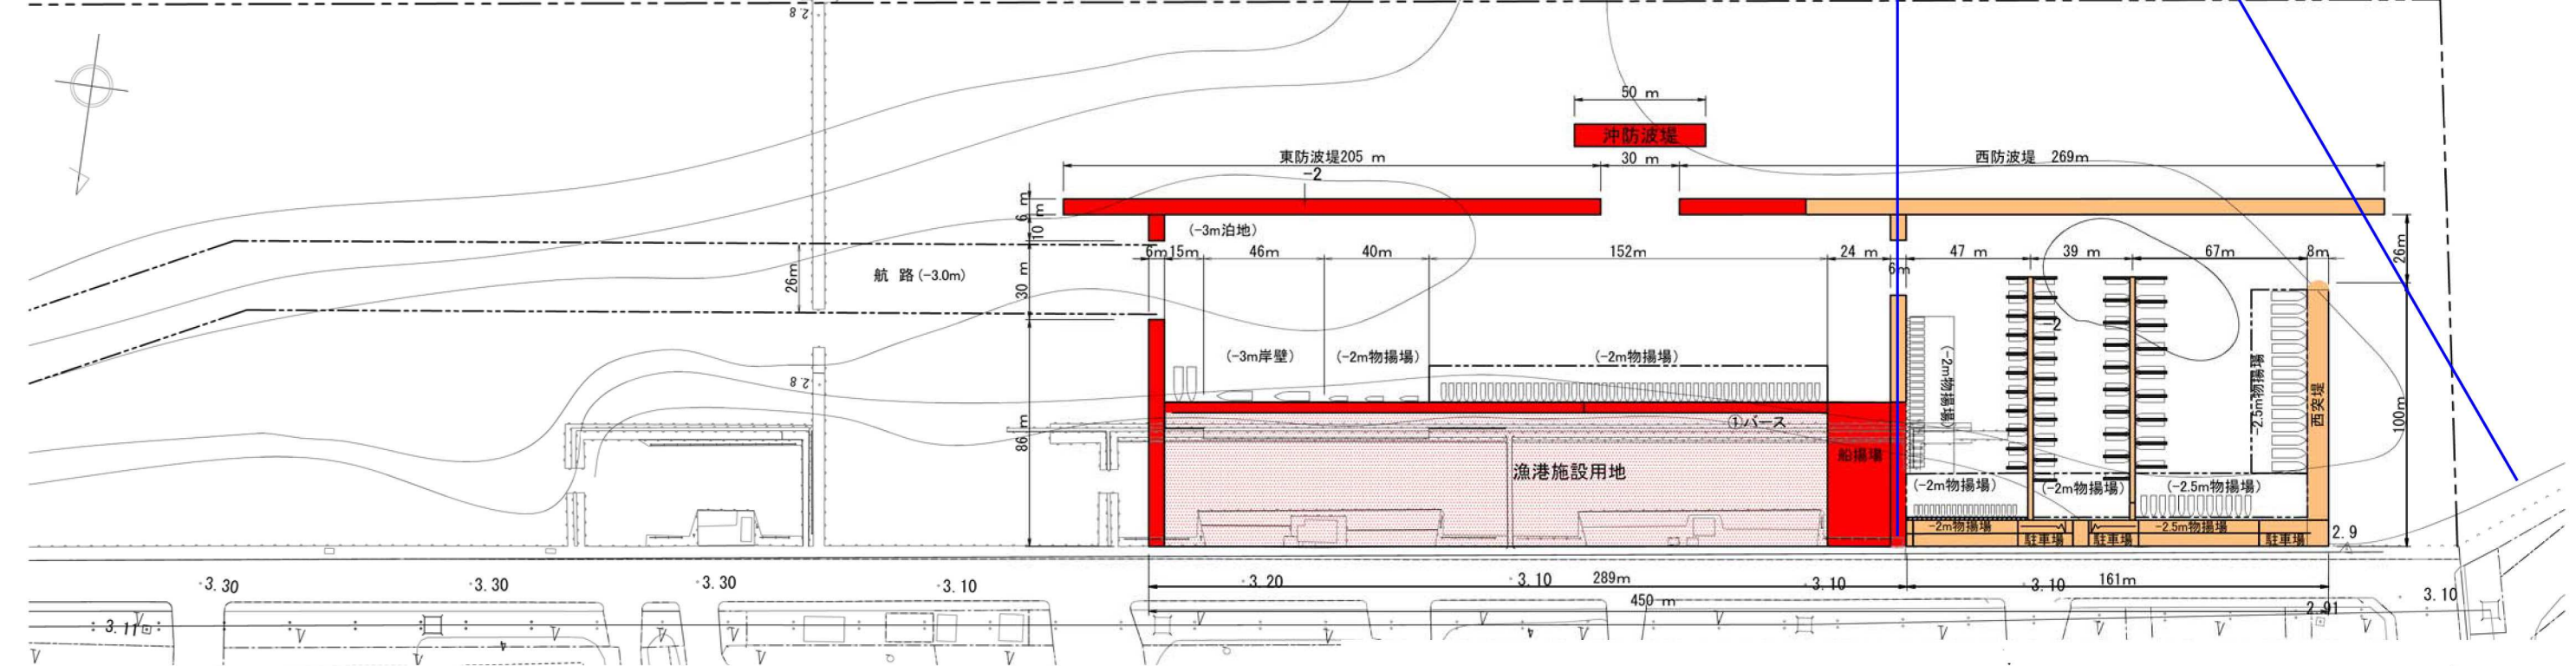 2.8
50 m
沖防波堤
東防波堤205 m
30 m
西防波堤 269m
-2
6 m
10 m
(-3m泊地)
6m
15m
46m
40m
152m
24 m
6m
47 m
39 m
67m
8m
26m
26m
航 路(-3.0m)
30 m
-2
(-3m岸壁)
(-2m物揚場)
(-2m物揚場)
(-2m物揚場)
-2.5m物揚場
西突堤
100m
2.8
86 m
①バース
船揚場
漁港施設用地
(-2m物揚場)
(-2m物揚場)
(-2.5m物揚場)
-2m物揚場
-2.5m物揚場
駐車場
駐車場
駐車場
2.9
-3.30
-3.30
-3.30
-3.10
-3.20
-3.10
289m
-3.10
-3.10
161m
3.10
450 m
2.91
3.11